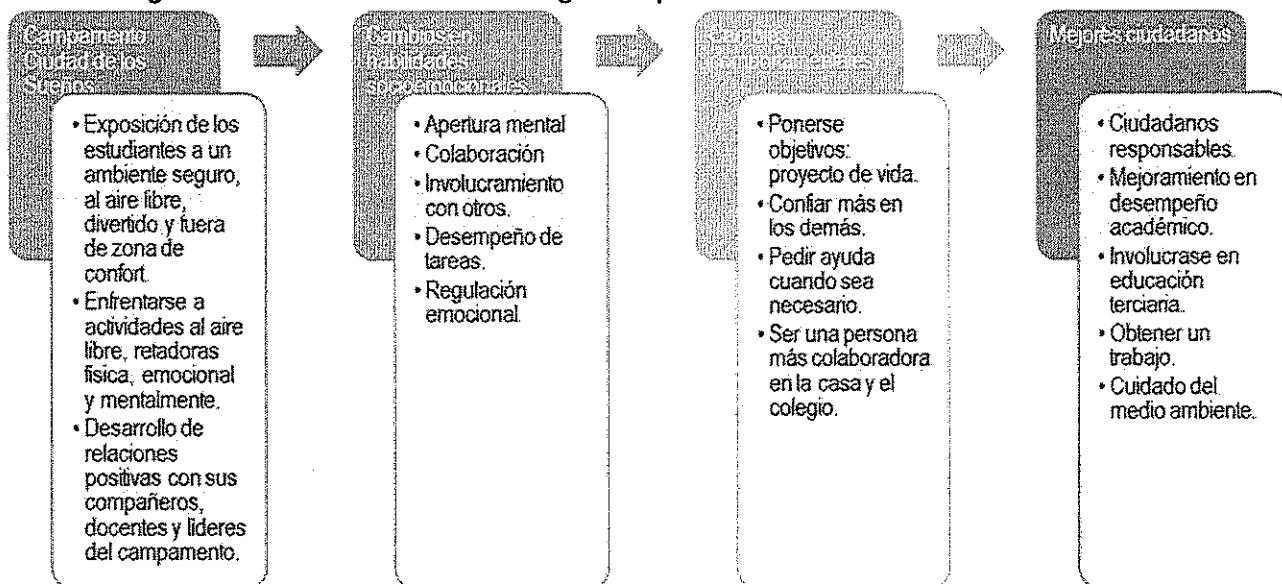 Campamento
Ciudad de los
Sueños
• Exposición de los
estudiantes a un
ambiente seguro,
al aire libre,
divertido y fuera
de zona de
confort.
• Enfrentarse a
actividades al aire
libre, retadoras
física, emocional
y mentalmente.
• Desarrollo de
relaciones
positivas con sus
compañeros,
docentes y líderes
del campamento.
Cambios en
habilidades
socioemocionales
• Apertura mental
• Colaboración
• Involucramiento
con otros.
• Desempeño de
tareas.
• Regulación
emocional.
Cambios
comportamentales
• Ponerse
objetivos:
proyecto de vida.
• Confiar más en
los demás.
• Pedir ayuda
cuando sea
necesario.
• Ser una persona
más colaboradora
en la casa y el
colegio.
Mejores ciudadanos
• Ciudadanos
responsables.
• Mejoramiento en
desempeño
académico.
• Involucrase en
educación
terciaria.
• Obtener un
trabajo.
• Cuidado del
medio ambiente.